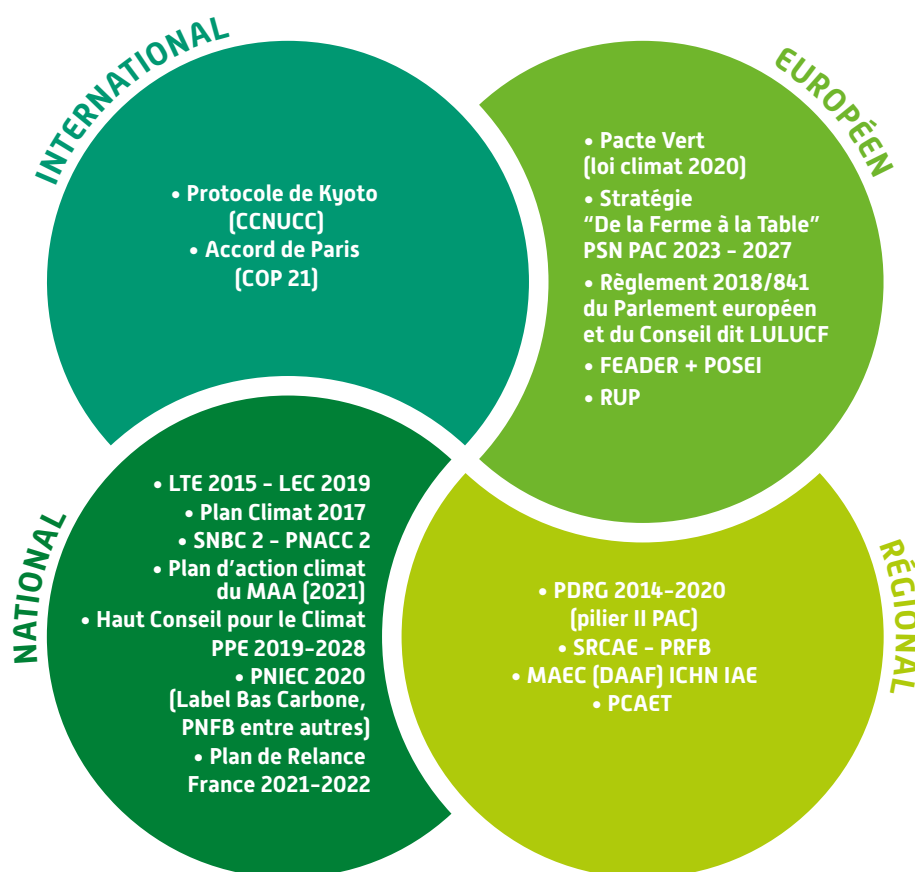 INTERNATIONAL
• Protocole de Kyoto
(CCNUCC)
• Accord de Paris
(COP 21)
EUROPÉEN
• Pacte Vert
(loi climat 2020)
• Stratégie
“De la Ferme à la Table”
PSN PAC 2023 - 2027
• Règlement 2018/841
du Parlement européen
et du Conseil dit LULUCF
• FEADER + POSEI
• RUP
NATIONAL
• LTE 2015 - LEC 2019
• Plan Climat 2017
• SNBC 2 - PNACC 2
• Plan d’action climat
du MAA (2021)
• Haut Conseil pour le Climat
PPE 2019-2028
• PNIEC 2020
(Label Bas Carbone,
PNFB entre autres)
• Plan de Relance
France 2021-2022
RÉGIONAL
• PDRG 2014-2020
(pilier II PAC)
• SRCAE - PRFB
• MAEC (DAAF) ICHN IAE
• PCAET